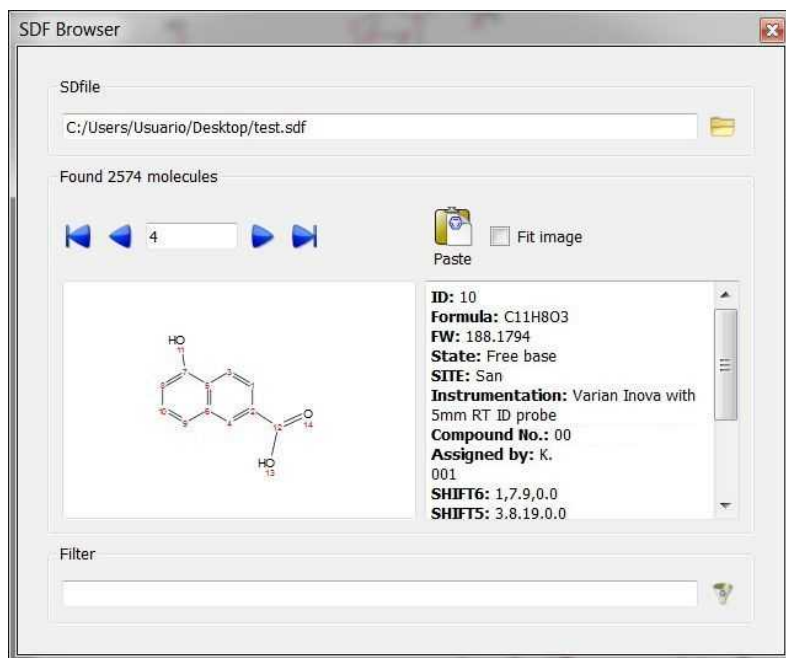 SDF Browser
SDfile
C:/Users/Usuario/Desktop/test.sdf
Found 2574 molecules
4
Paste
Fit image
HO
11
7
8
5
3
1
10
6
2
9
4
O
12
14
HO
13
ID: 10
Formula: C11H8O3
FW: 188.1794
State: Free base
SITE: San
Instrumentation: Varian Inova with
5mm RT ID probe
Compound No.: 00
Assigned by: K.
001
SHIFT6: 1,7.9,0.0
SHIFT5: 3.8.19.0.0
Filter